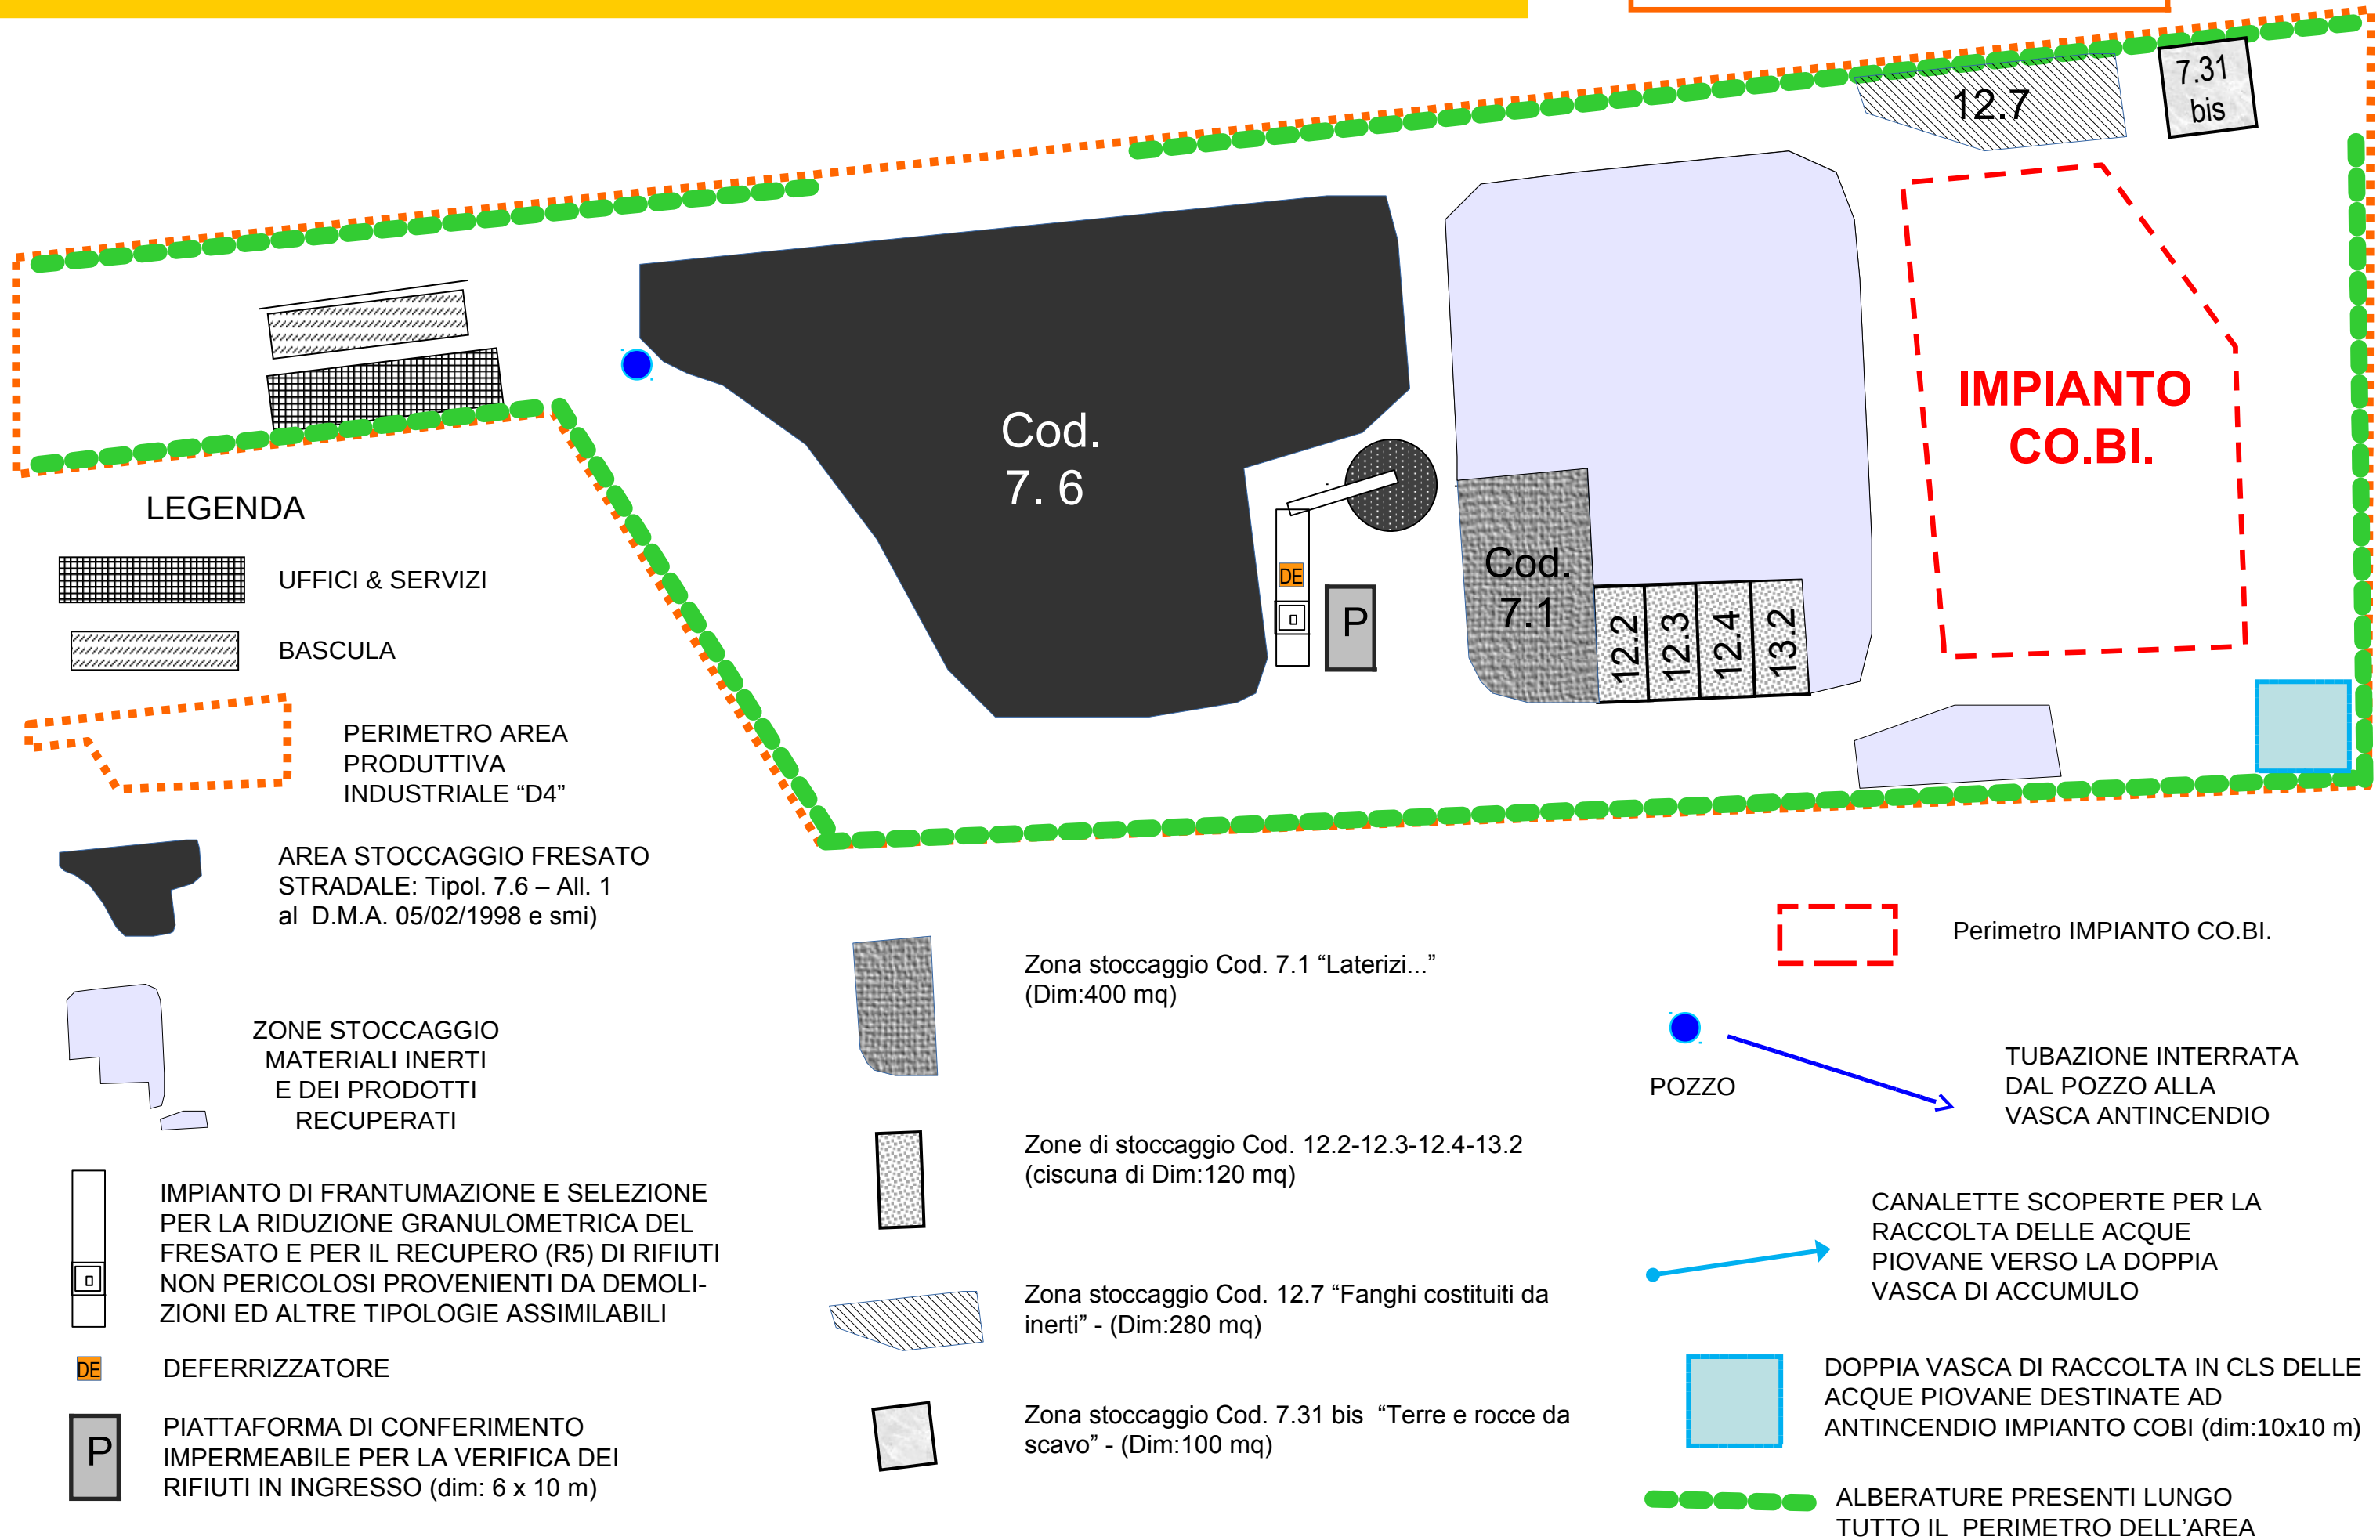 7.31
bis
12.7
IMPIANTO
CO.BI.
Cod.
7. 6
DE
P
Cod.
7.1
12.2
12.3
12.4
13.2
LEGENDA
UFFICI & SERVIZI
BASCULA
PERIMETRO AREA
PRODUTTIVA
INDUSTRIALE “D4”
AREA STOCCAGGIO FRESATO
STRADALE: Tipol. 7.6 – All. 1
al D.M.A. 05/02/1998 e smi)
ZONE STOCCAGGIO
MATERIALI INERTI
E DEI PRODOTTI
RECUPERATI
IMPIANTO DI FRANTUMAZIONE E SELEZIONE
PER LA RIDUZIONE GRANULOMETRICA DEL
FRESATO E PER IL RECUPERO (R5) DI RIFIUTI
NON PERICOLOSI PROVENIENTI DA DEMOLI-
ZIONI ED ALTRE TIPOLOGIE ASSIMILABILI
DE
DEFERRIZZATORE
P
PIATTAFORMA DI CONFERIMENTO
IMPERMEABILE PER LA VERIFICA DEI
RIFIUTI IN INGRESSO (dim: 6 x 10 m)
Zona stoccaggio Cod. 7.1 “Laterizi...”
(Dim:400 mq)
Zone di stoccaggio Cod. 12.2-12.3-12.4-13.2
(ciscuna di Dim:120 mq)
Zona stoccaggio Cod. 12.7 “Fanghi costituiti da
inerti” - (Dim:280 mq)
Zona stoccaggio Cod. 7.31 bis “Terre e rocce da
scavo” - (Dim:100 mq)
Perimetro IMPIANTO CO.BI.
POZZO
TUBAZIONE INTERRATA
DAL POZZO ALLA
VASCA ANTINCENDIO
CANALETTE SCOPERTE PER LA
RACCOLTA DELLE ACQUE
PIOVANE VERSO LA DOPPIA
VASCA DI ACCUMULO
DOPPIA VASCA DI RACCOLTA IN CLS DELLE
ACQUE PIOVANE DESTINATE AD
ANTINCENDIO IMPIANTO COBI (dim:10x10 m)
ALBERATURE PRESENTI LUNGO
TUTTO IL PERIMETRO DELL'AREA